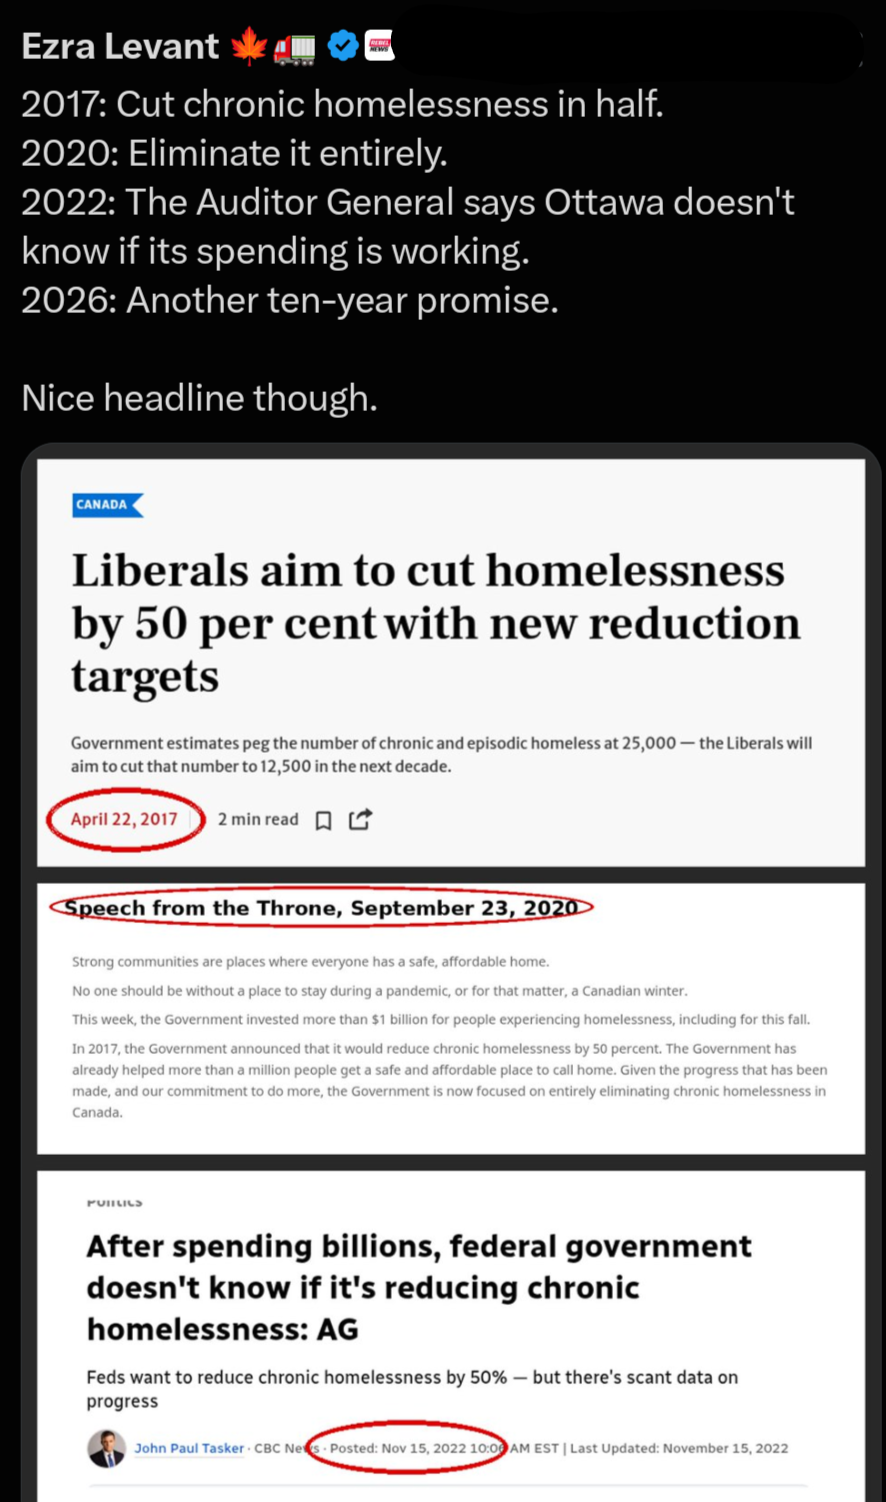 Ezra Levant 🍁🚛 REBEL NEWS
2017: Cut chronic homelessness in half.
2020: Eliminate it entirely.
2022: The Auditor General says Ottawa doesn't
know if its spending is working.
2026: Another ten-year promise.
Nice headline though.
CANADA
Liberals aim to cut homelessness
by 50 per cent with new reduction
targets
Government estimates peg the number of chronic and episodic homeless at 25,000 — the Liberals will
aim to cut that number to 12,500 in the next decade.
April 22, 2017 2 min read
Speech from the Throne, September 23, 2020
Strong communities are places where everyone has a safe, affordable home.
No one should be without a place to stay during a pandemic, or for that matter, a Canadian winter.
This week, the Government invested more than $1 billion for people experiencing homelessness, including for this fall.
In 2017, the Government announced that it would reduce chronic homelessness by 50 percent. The Government has
already helped more than a million people get a safe and affordable place to call home. Given the progress that has been
made, and our commitment to do more, the Government is now focused on entirely eliminating chronic homelessness in
Canada.
Politics
After spending billions, federal government
doesn't know if it's reducing chronic
homelessness: AG
Feds want to reduce chronic homelessness by 50% — but there's scant data on
progress
John Paul Tasker · CBC News · Posted: Nov 15, 2022 10:06 AM EST | Last Updated: November 15, 2022